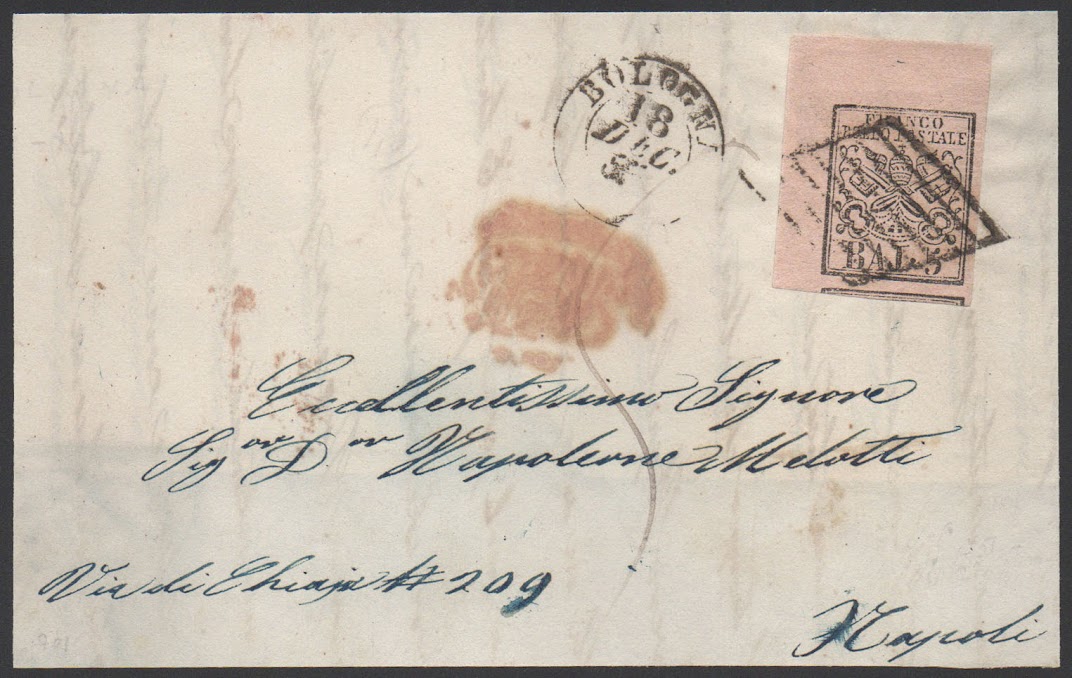 BOLOGNA
18
DEC.
FRANCO
BOLLO POSTALE
BAJ. 5
Eccellentissimo Signore
Sig.or D.or Napoleone Melotti
Via di Chiaja # 209
Napoli